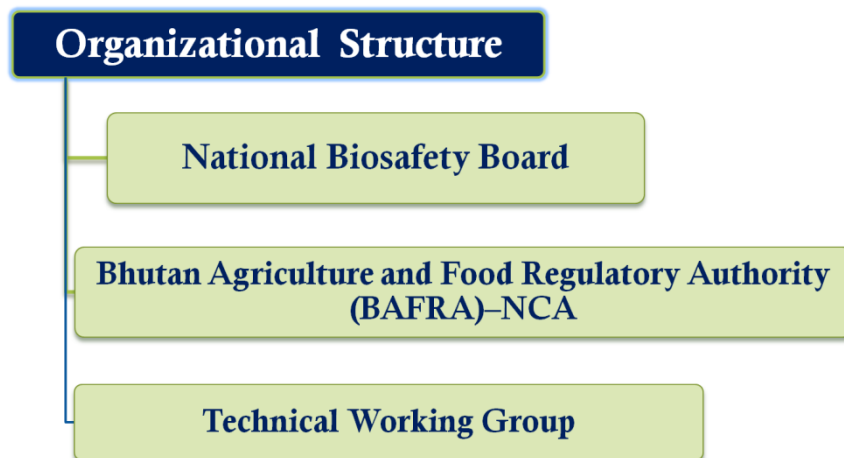 Organizational Structure
National Biosafety Board
Bhutan Agriculture and Food Regulatory Authority
(BAFRA)–NCA
Technical Working Group